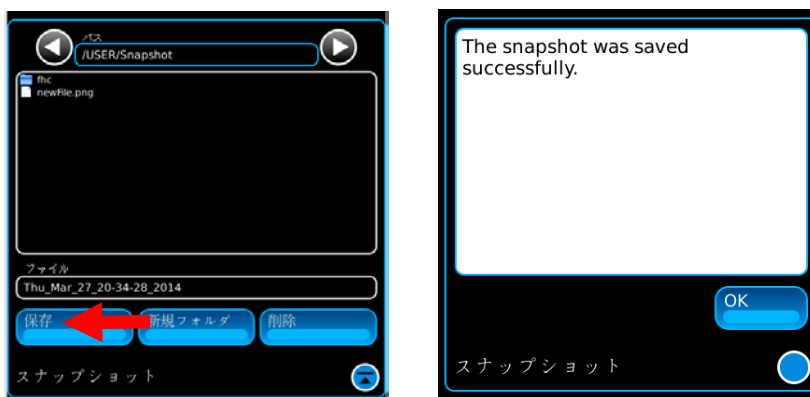 パス
/USER/Snapshot
fhc
newfile.png
ファイル
Thu_Mar_27_20-34-28_2014
保存
新規フォルダ
削除
スナップショット
The snapshot was saved
successfully.
OK
スナップショット